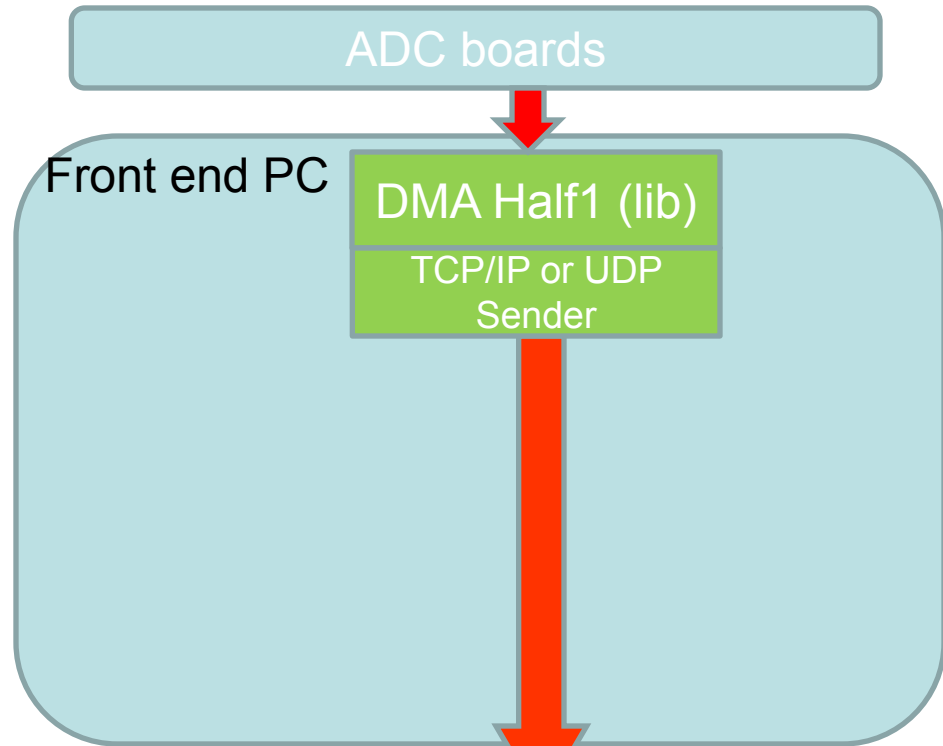 ADC boards
Front end PC
DMA Half1 (lib)
TCP/IP or UDP
Sender